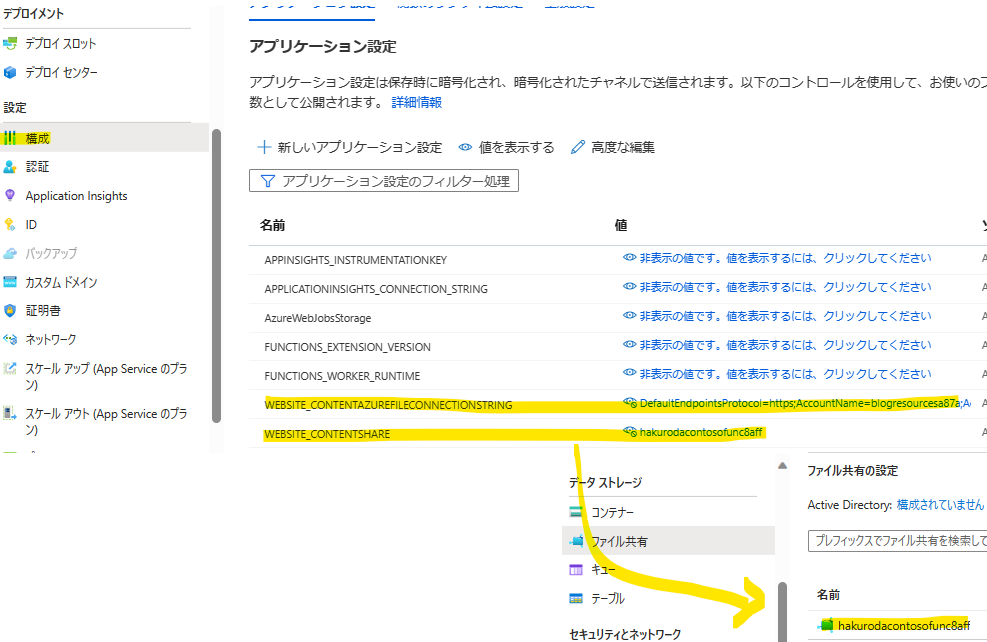 デプロイメント
デプロイ スロット
デプロイ センター
設定
構成
認証
Application Insights
ID
バックアップ
カスタム ドメイン
証明書
ネットワーク
スケール アップ (App Service のプラ
ン)
スケール アウト (App Service のプラ
ン)
アプリケーション設定
アプリケーション設定は保存時に暗号化され、暗号化されたチャネルで送信されます。以下のコントロールを使用して、お使いのブ
数として公開されます。 詳細情報
新しいアプリケーション設定 値を表示する 高度な編集
アプリケーション設定のフィルター処理
名前 値
APPINSIGHTS_INSTRUMENTATIONKEY 非表示の値です。値を表示するには、クリックしてください
APPLICATIONINSIGHTS_CONNECTION_STRING 非表示の値です。値を表示するには、クリックしてください
AzureWebJobsStorage 非表示の値です。値を表示するには、クリックしてください
FUNCTIONS_EXTENSION_VERSION 非表示の値です。値を表示するには、クリックしてください
FUNCTIONS_WORKER_RUNTIME 非表示の値です。値を表示するには、クリックしてください
WEBSITE_CONTENTAZUREFILECONNECTIONSTRING DefaultEndpointsProtocol=https;AccountName=blogresourcesa87a;A
WEBSITE_CONTENTSHARE hakurodacontosofunc8aff
データ ストレージ
コンテナー
ファイル共有
キュー
テーブル
セキュリティとネットワーク
ファイル共有の設定
Active Directory: 構成されていません
プレフィックスでファイル共有を検索して
名前
hakurodacontosofunc8aff